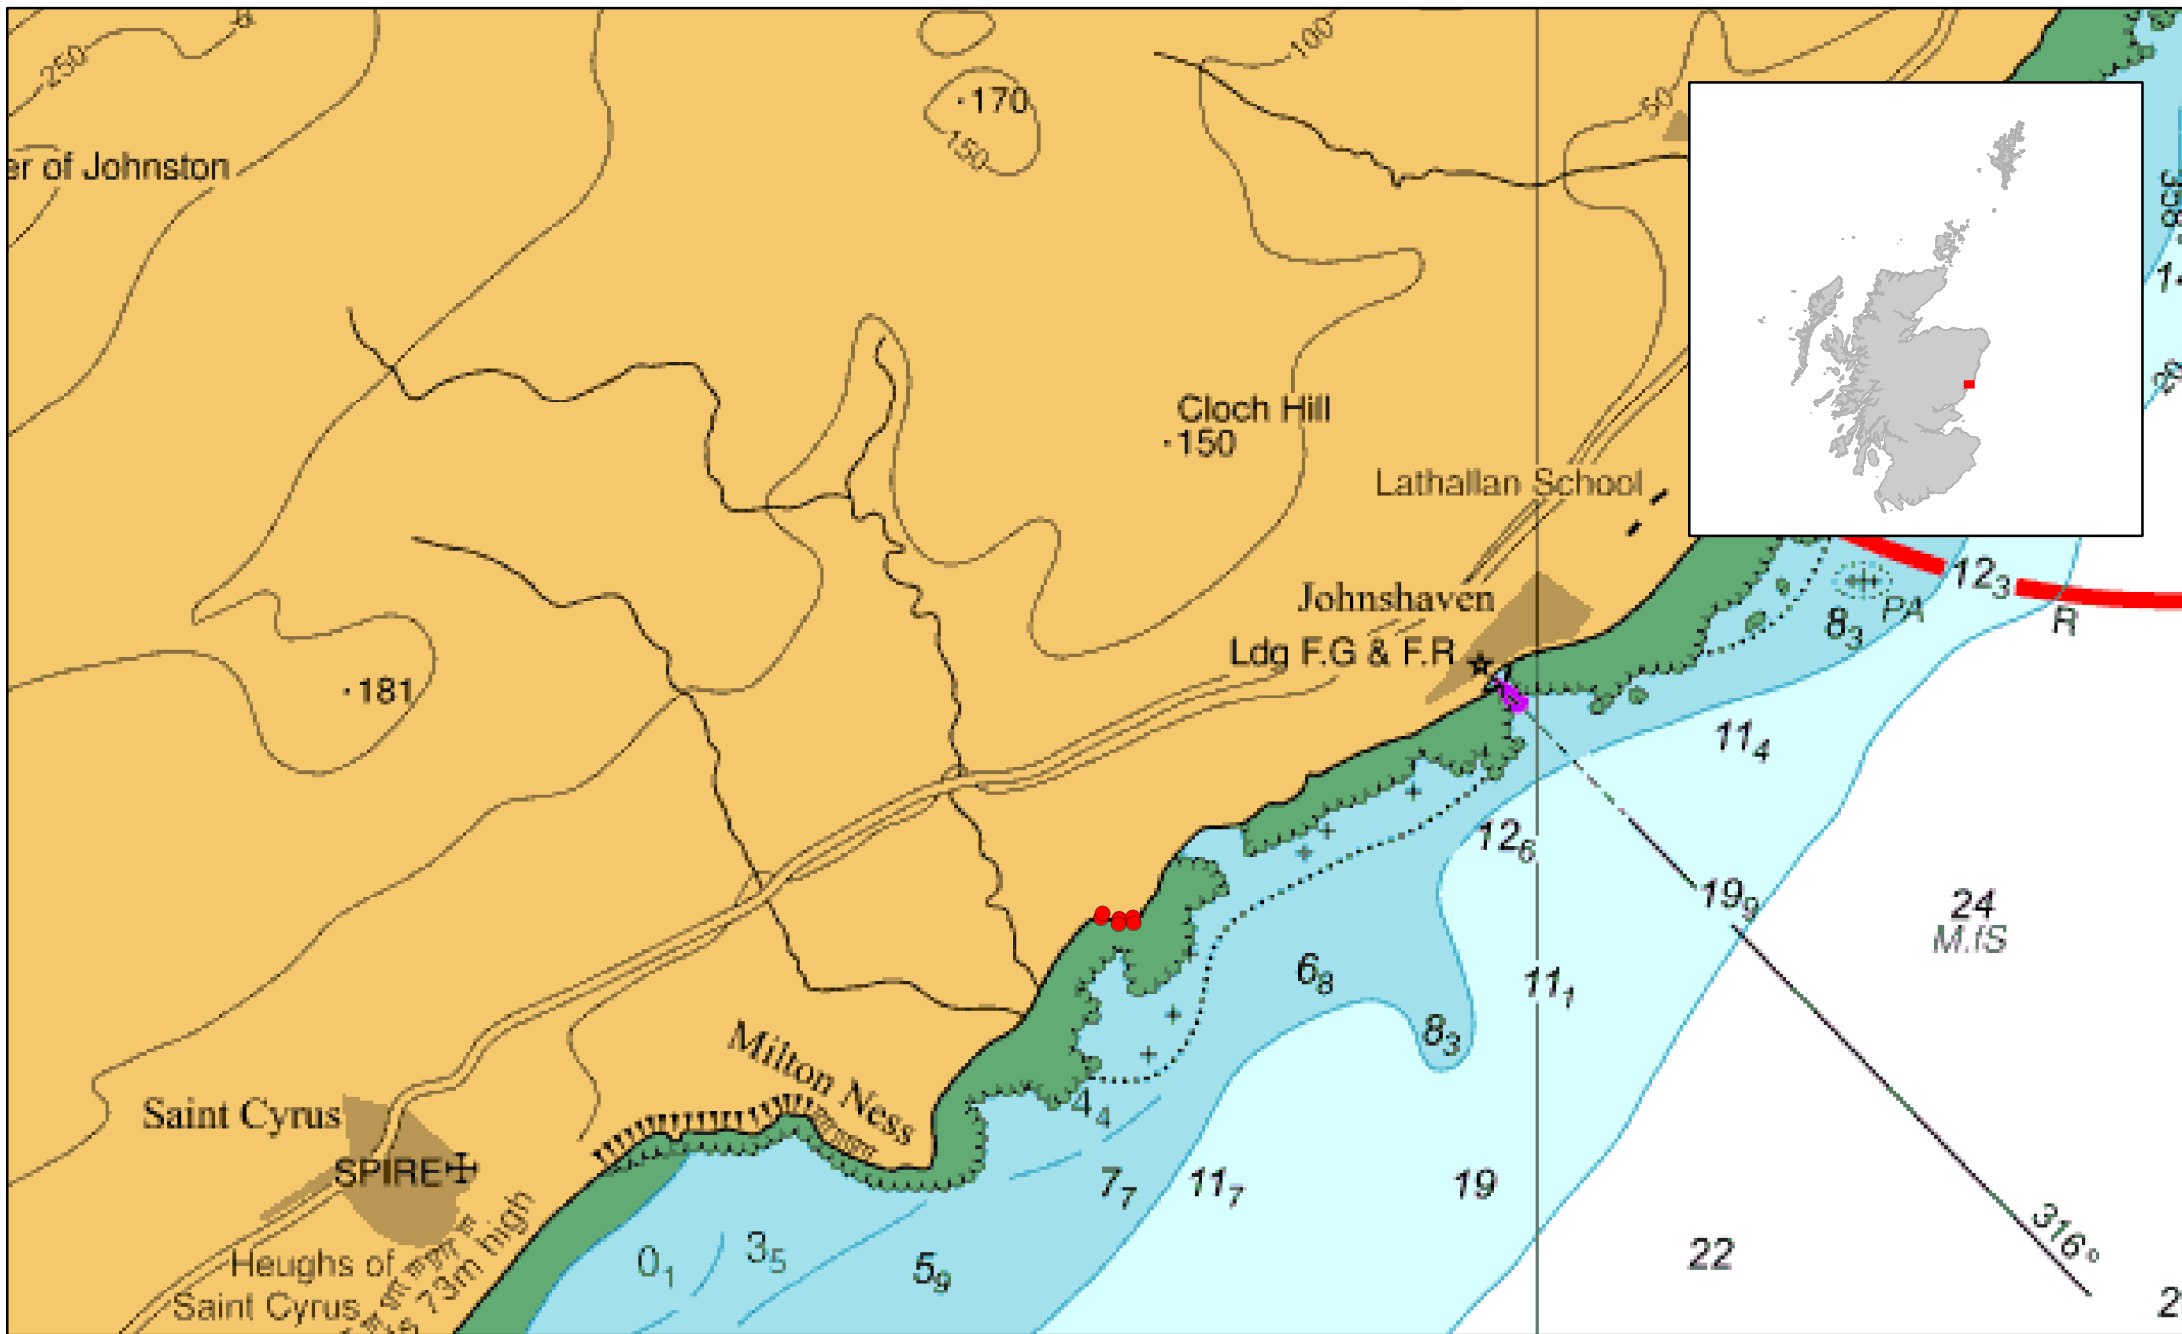 250
100
170
150
50
er of Johnston
Cloch Hill
150
Lathallan School
Johnshaven
Ldg F.G & F.R
12₃
PA
8₃
R
181
11₄
12₆
19₉
24
M.fS
6₈
11₁
8₃
Milton Ness
4₄
Saint Cyrus
SPIRE
7₇
11₇
19
316°
73m high
Heughs of
Saint Cyrus
0₁
3₅
5₉
22